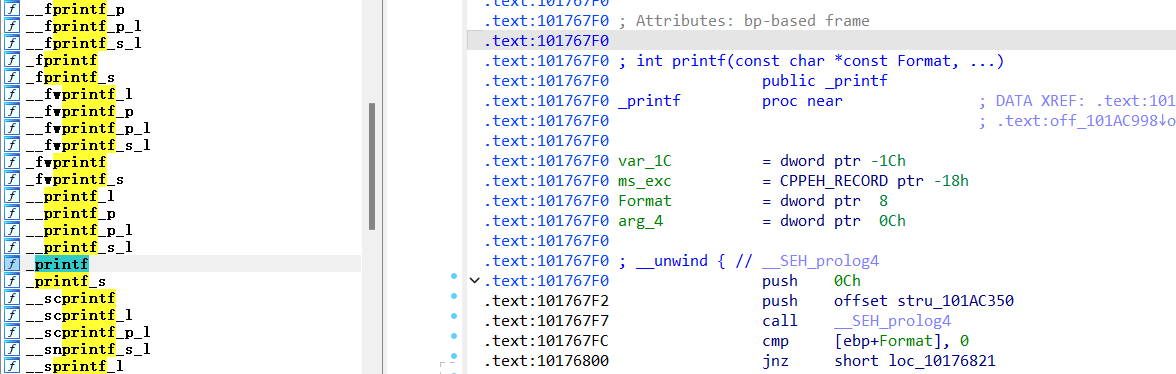 __fprintf_p
__fprintf_p_l
__fprintf_s_l
_fprintf
_fprintf_s
__fwprintf_l
__fwprintf_p
__fwprintf_p_l
__fwprintf_s_l
_fwprintf
_fwprintf_s
__printf_l
__printf_p
__printf_p_l
__printf_s_l
_printf
_printf_s
__scprintf
__scprintf_l
__scprintf_p_l
__snprintf_s_l
__sprintf_l
.text:101767F0
.text:101767F0 ; Attributes: bp-based frame
.text:101767F0
.text:101767F0 ; int printf(const char *const Format, ...)
.text:101767F0 public _printf
.text:101767F0 _printf proc near ; DATA XREF: .text:101
.text:101767F0 ; .text:off_101AC998↓o
.text:101767F0
.text:101767F0 var_1C = dword ptr -1Ch
.text:101767F0 ms_exc = CPPEH_RECORD ptr -18h
.text:101767F0 Format = dword ptr 8
.text:101767F0 arg_4 = dword ptr 0Ch
.text:101767F0
.text:101767F0 ; __unwind { // __SEH_prolog4
.text:101767F0 push 0Ch
.text:101767F2 push offset stru_101AC350
.text:101767F7 call __SEH_prolog4
.text:101767FC cmp [ebp+Format], 0
.text:10176800 jnz short loc_10176821